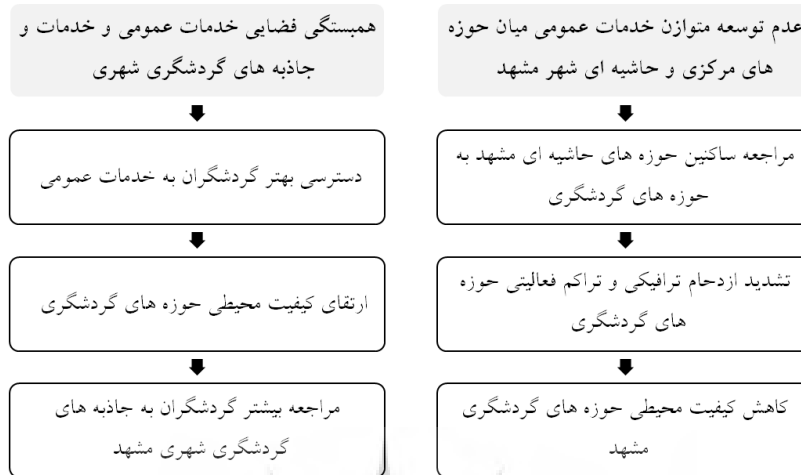 عدم توسعه متوازن خدمات عمومی میان حوزه
های مرکزی و حاشیه ای شهر مشهد
مراجعه ساکنین حوزه های حاشیه ای مشهد به
حوزه های گردشگری
تشدید ازدحام ترافیکی و تراکم فعالیتی حوزه
های گردشگری
کاهش کیفیت محیطی حوزه های گردشگری
مشهد
همبستگی فضایی خدمات عمومی و خدمات و
جاذبه های گردشگری شهری
دسترسی بهتر گردشگران به خدمات عمومی
ارتقای کیفیت محیطی حوزه های گردشگری
مراجعه بیشتر گردشگران به جاذبه های
گردشگری شهری مشهد